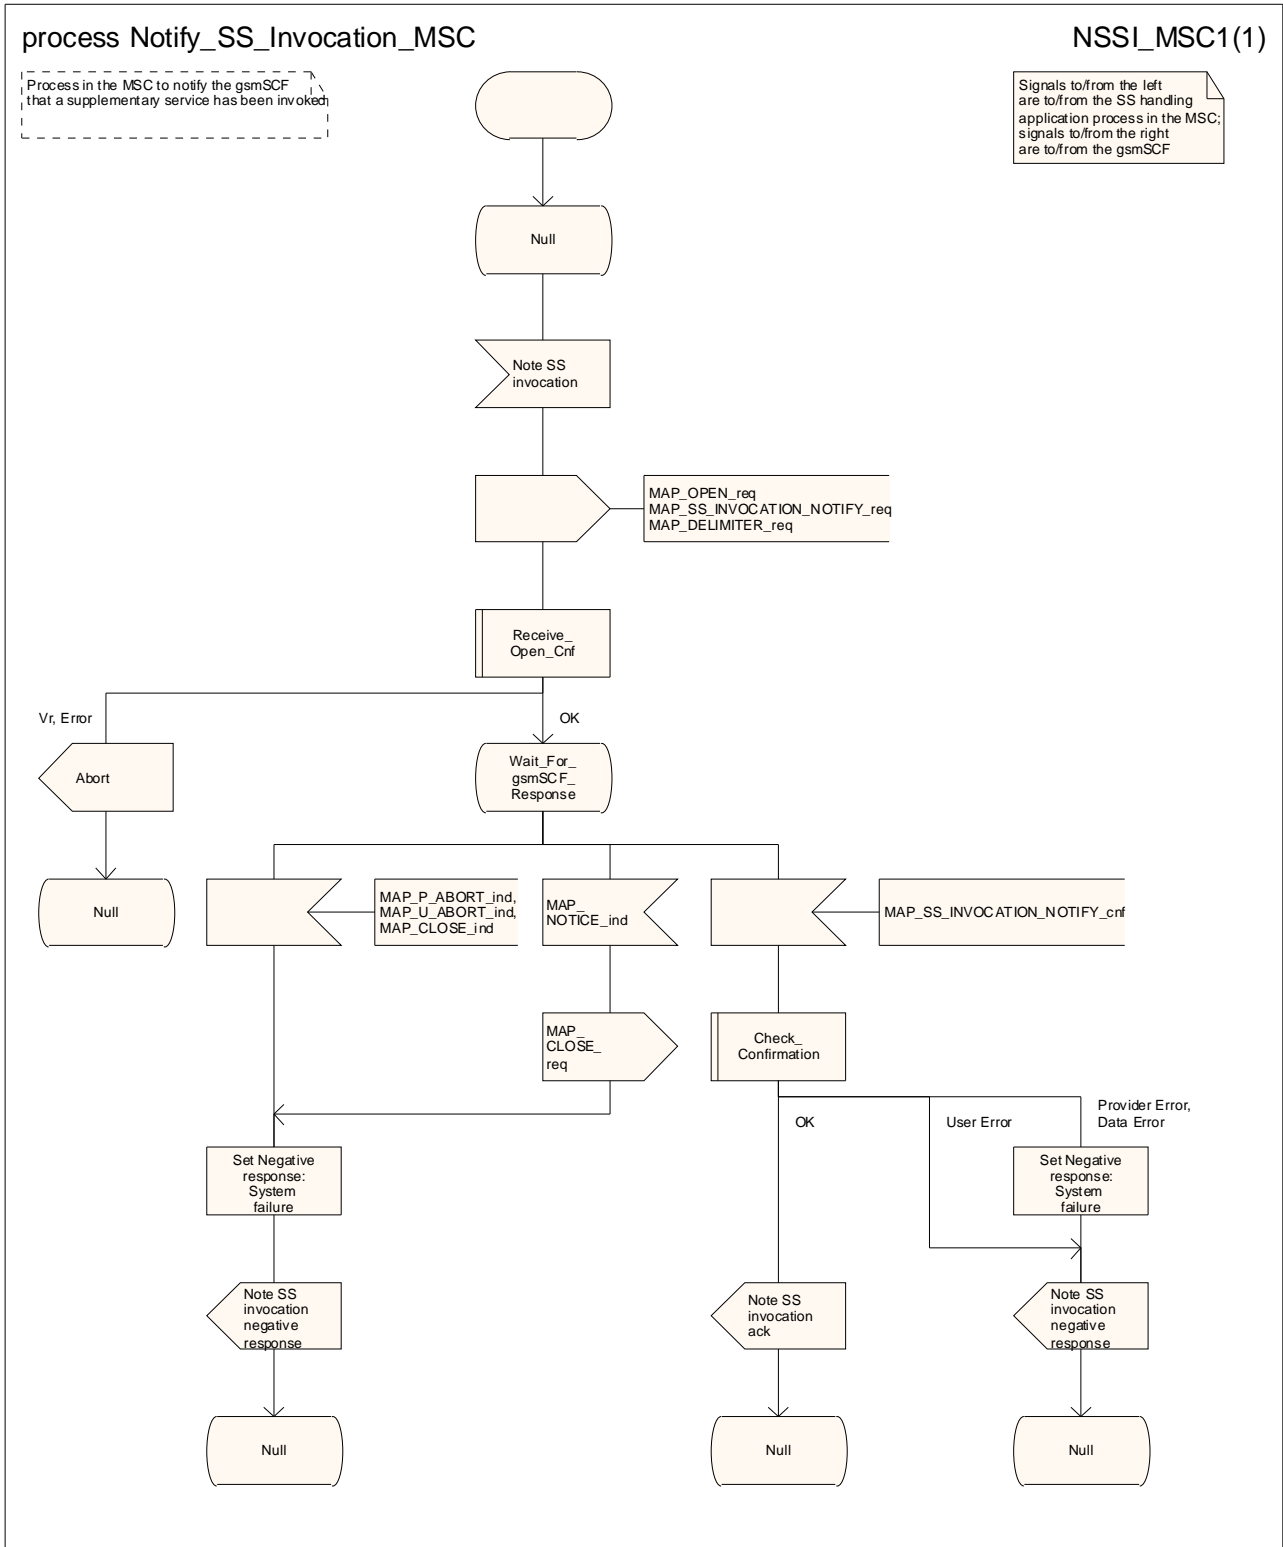 process Notify_SS_Invocation_MSC
NSSI_MSC1(1)
Process in the MSC to notify the gsmSCF
that a supplementary service has been invoked
Signals to/from the left
are to/from the SS handling
application process in the MSC;
signals to/from the right
are to/from the gsmSCF
Null
Note SS
invocation
MAP_OPEN_req
MAP_SS_INVOCATION_NOTIFY_req
MAP_DELIMITER_req
Receive_
Open_Cnf
Vr, Error
OK
Abort
Wait_For_
gsmSCF_
Response
Null
MAP_P_ABORT_ind,
MAP_U_ABORT_ind,
MAP_CLOSE_ind
MAP_
NOTICE_ind
MAP_SS_INVOCATION_NOTIFY_cnf
MAP_
CLOSE_
req
Check_
Confirmation
OK
User Error
Provider Error,
Data Error
Set Negative
response:
System
failure
Set Negative
response:
System
failure
Note SS
invocation
negative
response
Note SS
invocation
ack
Note SS
invocation
negative
response
Null
Null
Null